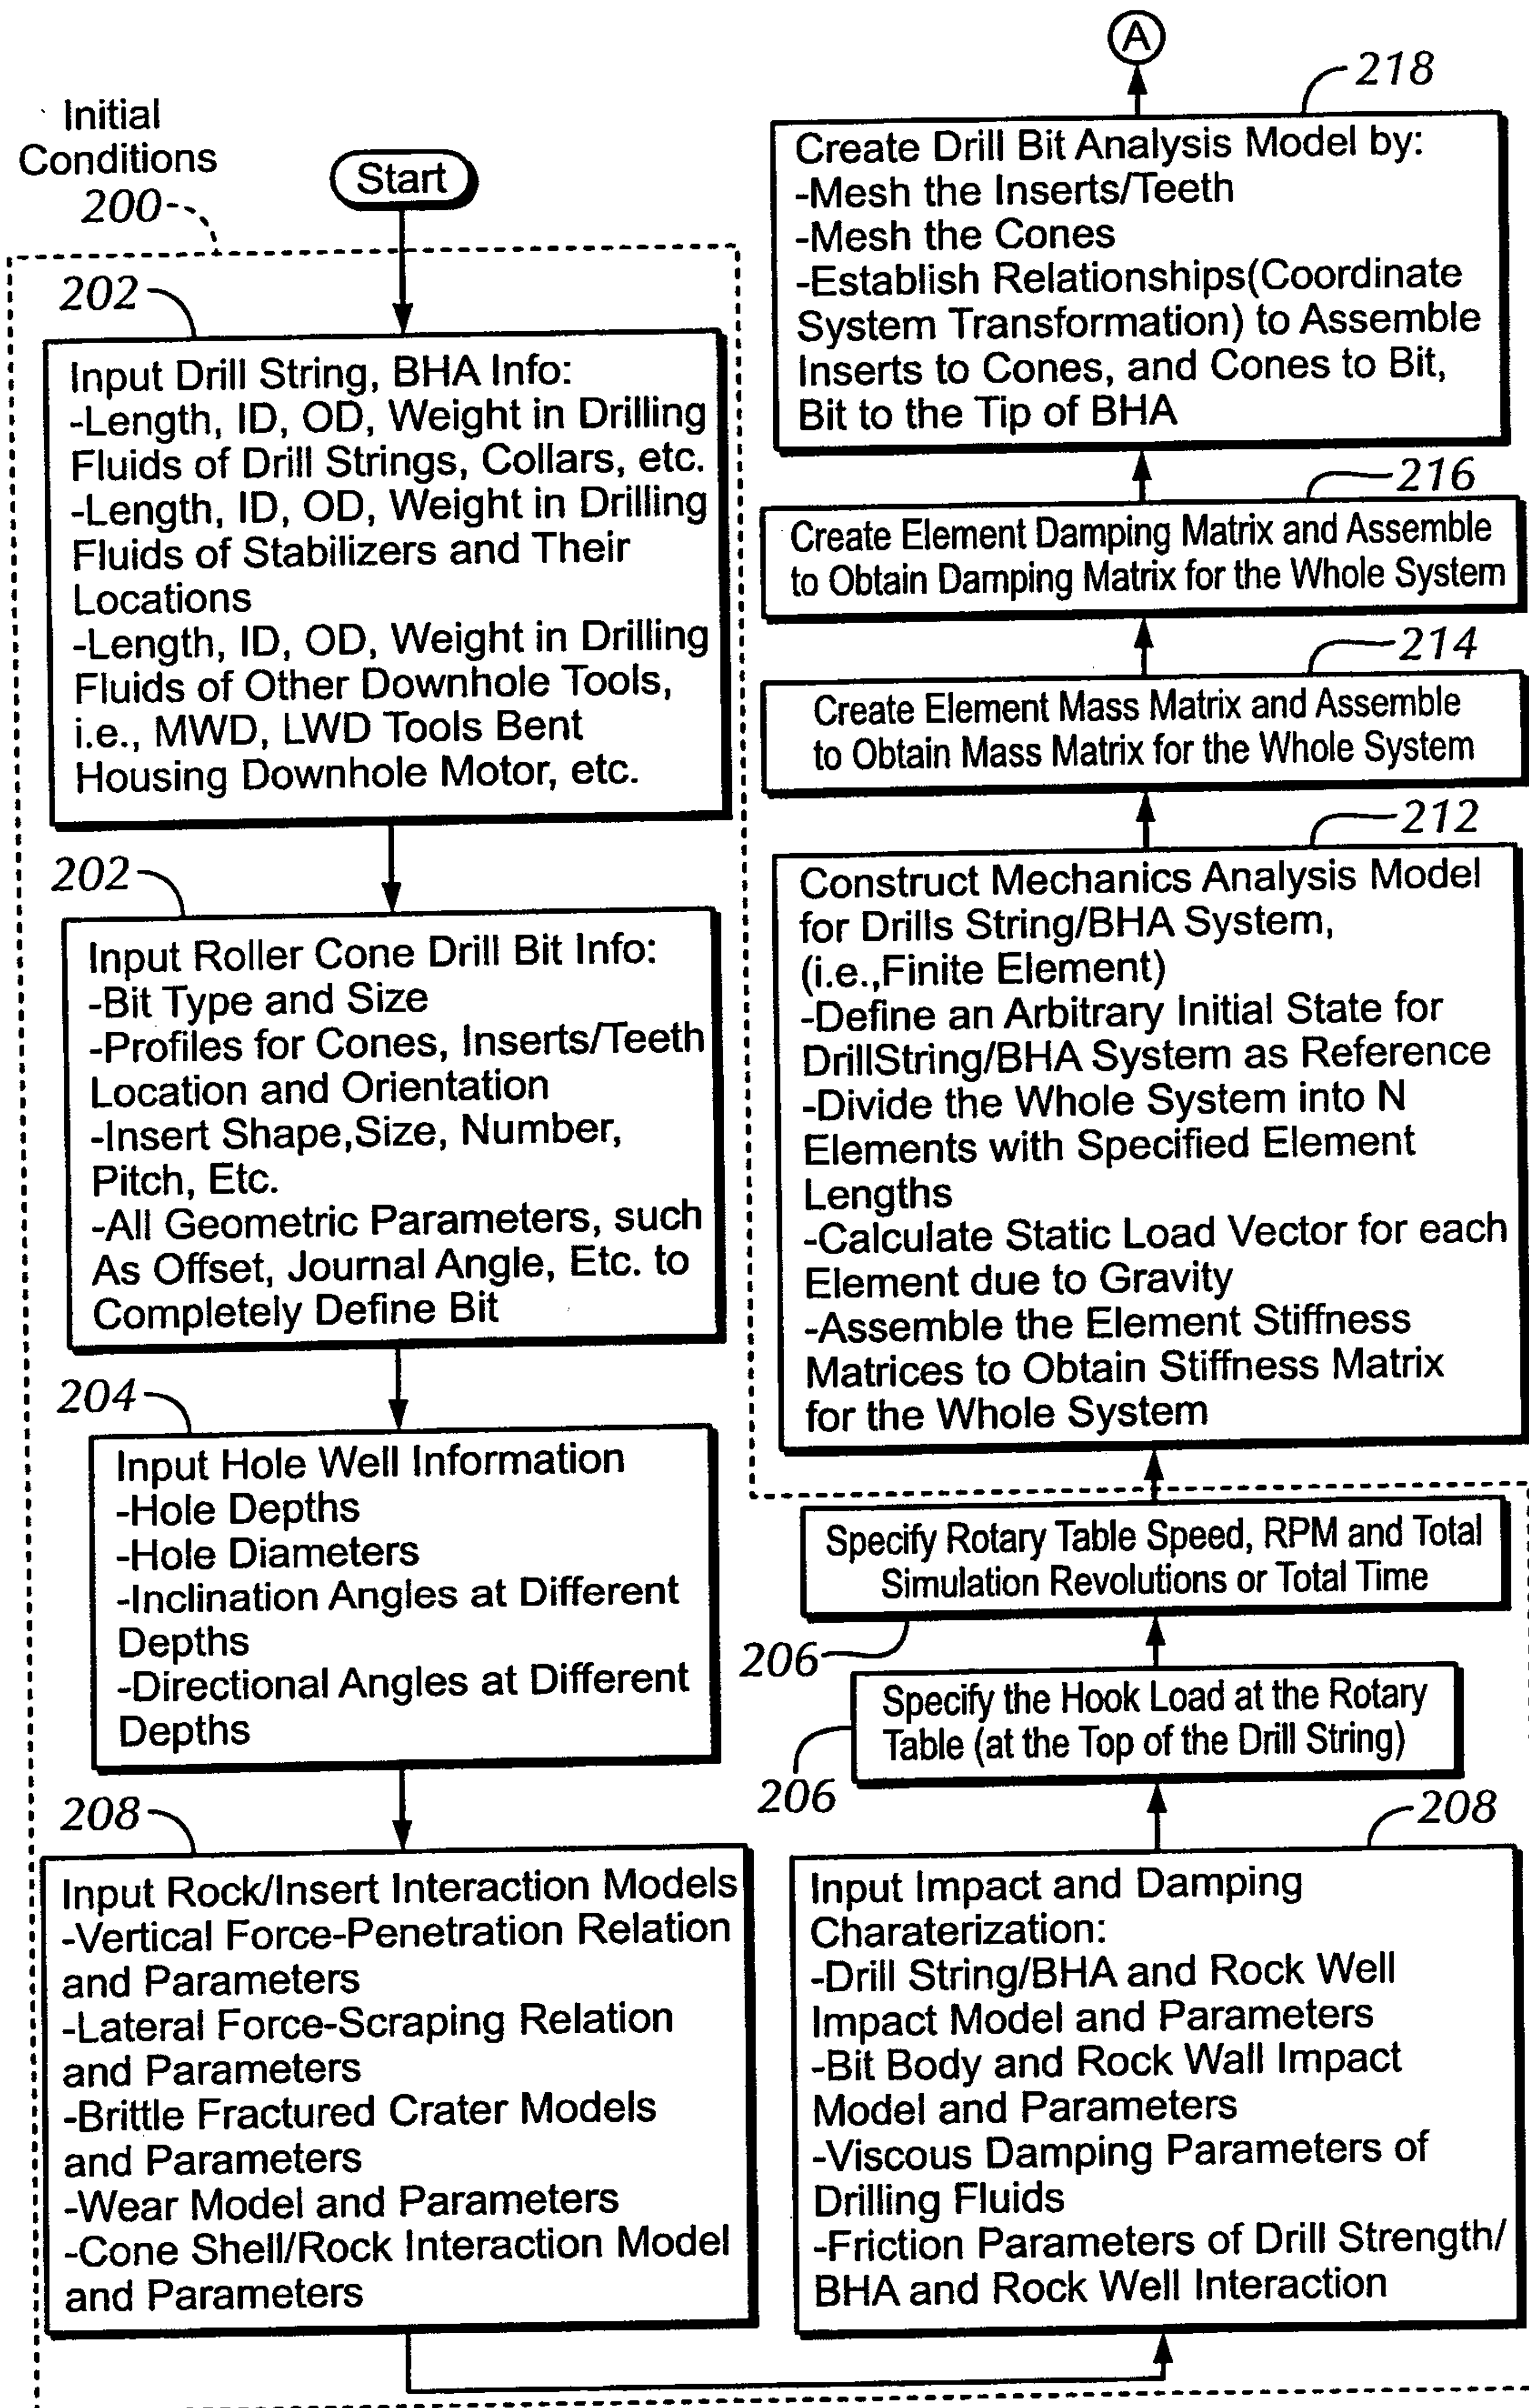 Initial
Conditions
200
Start
202
Input Drill String, BHA Info:
-Length, ID, OD, Weight in Drilling
Fluids of Drill Strings, Collars, etc.
-Length, ID, OD, Weight in Drilling
Fluids of Stabilizers and Their
Locations
-Length, ID, OD, Weight in Drilling
Fluids of Other Downhole Tools,
i.e., MWD, LWD Tools Bent
Housing Downhole Motor, etc.
202
Input Roller Cone Drill Bit Info:
-Bit Type and Size
-Profiles for Cones, Inserts/Teeth
Location and Orientation
-Insert Shape,Size, Number,
Pitch, Etc.
-All Geometric Parameters, such
As Offset, Journal Angle, Etc. to
Completely Define Bit
204
Input Hole Well Information
-Hole Depths
-Hole Diameters
-Inclination Angles at Different
Depths
-Directional Angles at Different
Depths
208
Input Rock/Insert Interaction Models
-Vertical Force-Penetration Relation
and Parameters
-Lateral Force-Scraping Relation
and Parameters
-Brittle Fractured Crater Models
and Parameters
-Wear Model and Parameters
-Cone Shell/Rock Interaction Model
and Parameters
208
Input Impact and Damping
Charaterization:
-Drill String/BHA and Rock Well
Impact Model and Parameters
-Bit Body and Rock Wall Impact
Model and Parameters
-Viscous Damping Parameters of
Drilling Fluids
-Friction Parameters of Drill Strength/
BHA and Rock Well Interaction
206
Specify the Hook Load at the Rotary
Table (at the Top of the Drill String)
206
Specify Rotary Table Speed, RPM and Total
Simulation Revolutions or Total Time
212
Construct Mechanics Analysis Model
for Drills String/BHA System,
(i.e.,Finite Element)
-Define an Arbitrary Initial State for
DrillString/BHA System as Reference
-Divide the Whole System into N
Elements with Specified Element
Lengths
-Calculate Static Load Vector for each
Element due to Gravity
-Assemble the Element Stiffness
Matrices to Obtain Stiffness Matrix
for the Whole System
214
Create Element Mass Matrix and Assemble
to Obtain Mass Matrix for the Whole System
216
Create Element Damping Matrix and Assemble
to Obtain Damping Matrix for the Whole System
218
Create Drill Bit Analysis Model by:
-Mesh the Inserts/Teeth
-Mesh the Cones
-Establish Relationships(Coordinate
System Transformation) to Assemble
Inserts to Cones, and Cones to Bit,
Bit to the Tip of BHA
A